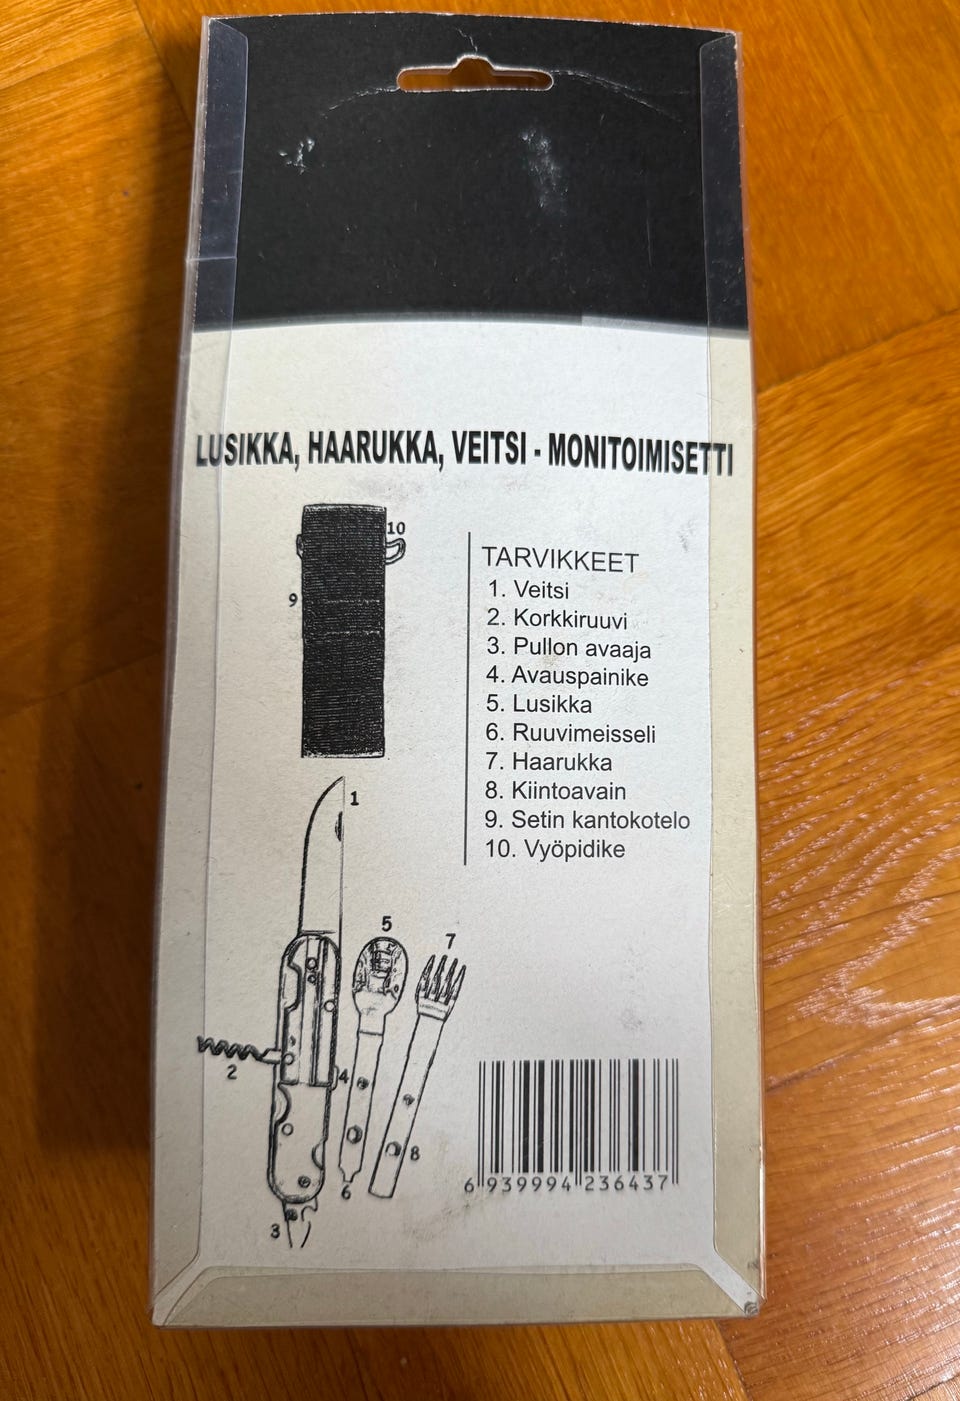 LUSIKKA, HAARUKKA, VEITSI - MONITOIMISETTI
10
9
1
5
7
2
4
8
6
3
TARVIKKEET
1. Veitsi
2. Korkkiruuvi
3. Pullon avaaja
4. Avauspainike
5. Lusikka
6. Ruuvimeisseli
7. Haarukka
8. Kiintoavain
9. Setin kantokotelo
10. Vyöpidike
6 939994 236437